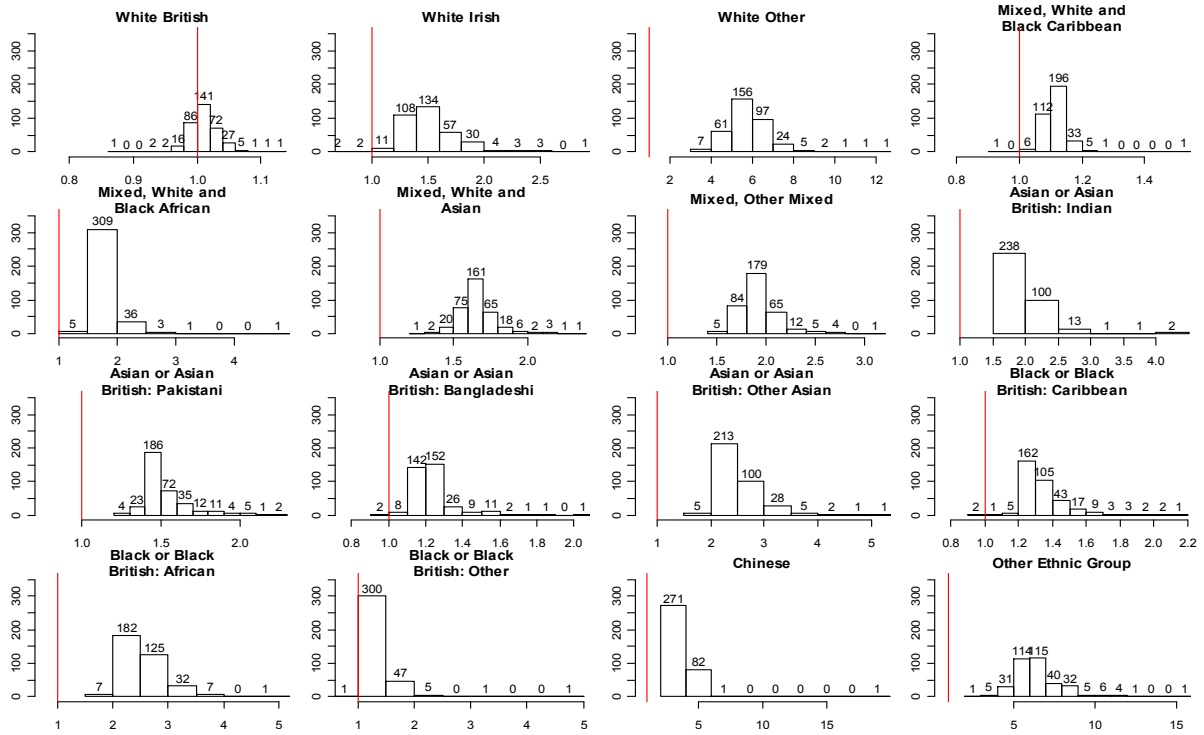 White British
0 100 200 300
1 0 0 2 2 16 86 141 72 27 5 1 1 1
0.8 0.9 1.0 1.1
White Irish
0 100 200 300
2 2 11 108 134 57 30 4 3 3 0 1
1.0 1.5 2.0 2.5
White Other
0 100 200 300
7 61 156 97 24 5 2 1 1 1
2 4 6 8 10 12
Mixed, White and
Black Caribbean
0 100 200 300
1 0 6 112 196 33 5 1 0 0 0 0 1
0.8 1.0 1.2 1.4
Mixed, White and
Black African
0 100 200 300
5 309 36 3 1 0 0 1
1 2 3 4
Mixed, White and
Asian
0 100 200 300
1 2 20 75 161 65 18 6 2 3 1 1
1.0 1.5 2.0
Mixed, Other Mixed
0 100 200 300
5 84 179 65 12 5 4 0 1
1.0 1.5 2.0 2.5 3.0
Asian or Asian
British: Indian
0 100 200 300
238 100 13 1 1 2
1.0 1.5 2.0 2.5 3.0 3.5 4.0
Asian or Asian
British: Pakistani
0 100 200 300
4 23 186 72 35 12 11 4 5 1 2
1.0 1.5 2.0
Asian or Asian
British: Bangladeshi
0 100 200 300
2 8 142 152 26 9 11 2 1 1 0 1
0.8 1.0 1.2 1.4 1.6 1.8 2.0
Asian or Asian
British: Other Asian
0 100 200 300
5 213 100 28 5 2 1 1
1 2 3 4 5
Black or Black
British: Caribbean
0 100 200 300
2 1 5 162 105 43 17 9 3 3 2 2 1
0.8 1.0 1.2 1.4 1.6 1.8 2.0 2.2
Black or Black
British: African
0 100 200 300
7 182 125 32 7 0 1
1 2 3 4 5
Black or Black
British: Other
0 100 200 300
1 300 47 5 0 1 0 0 1
1 2 3 4 5
Chinese
0 100 200 300
271 82 1 0 0 0 0 0 1
5 10 15
Other Ethnic Group
0 100 200 300
1 5 31 114 115 40 32 5 6 4 1 0 0 1
5 10 15